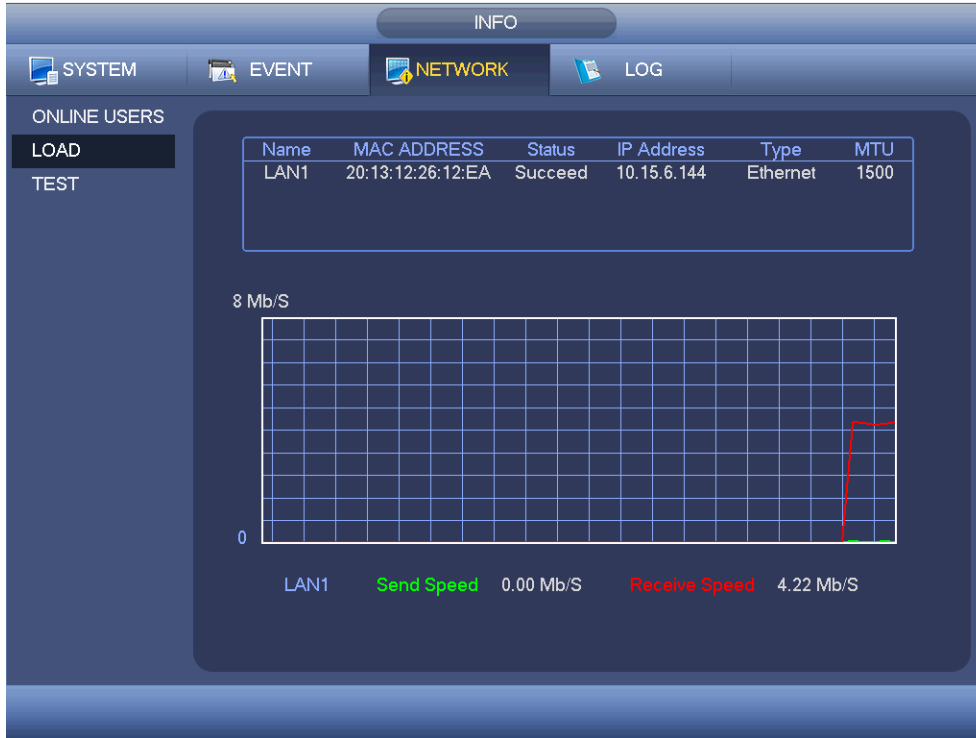 INFO
SYSTEM EVENT NETWORK LOG
ONLINE USERS
LOAD
TEST
Name MAC ADDRESS Status IP Address Type MTU
LAN1 20:13:12:26:12:EA Succeed 10.15.6.144 Ethernet 1500
8 Mb/S
0
LAN1 Send Speed 0.00 Mb/S Receive Speed 4.22 Mb/S